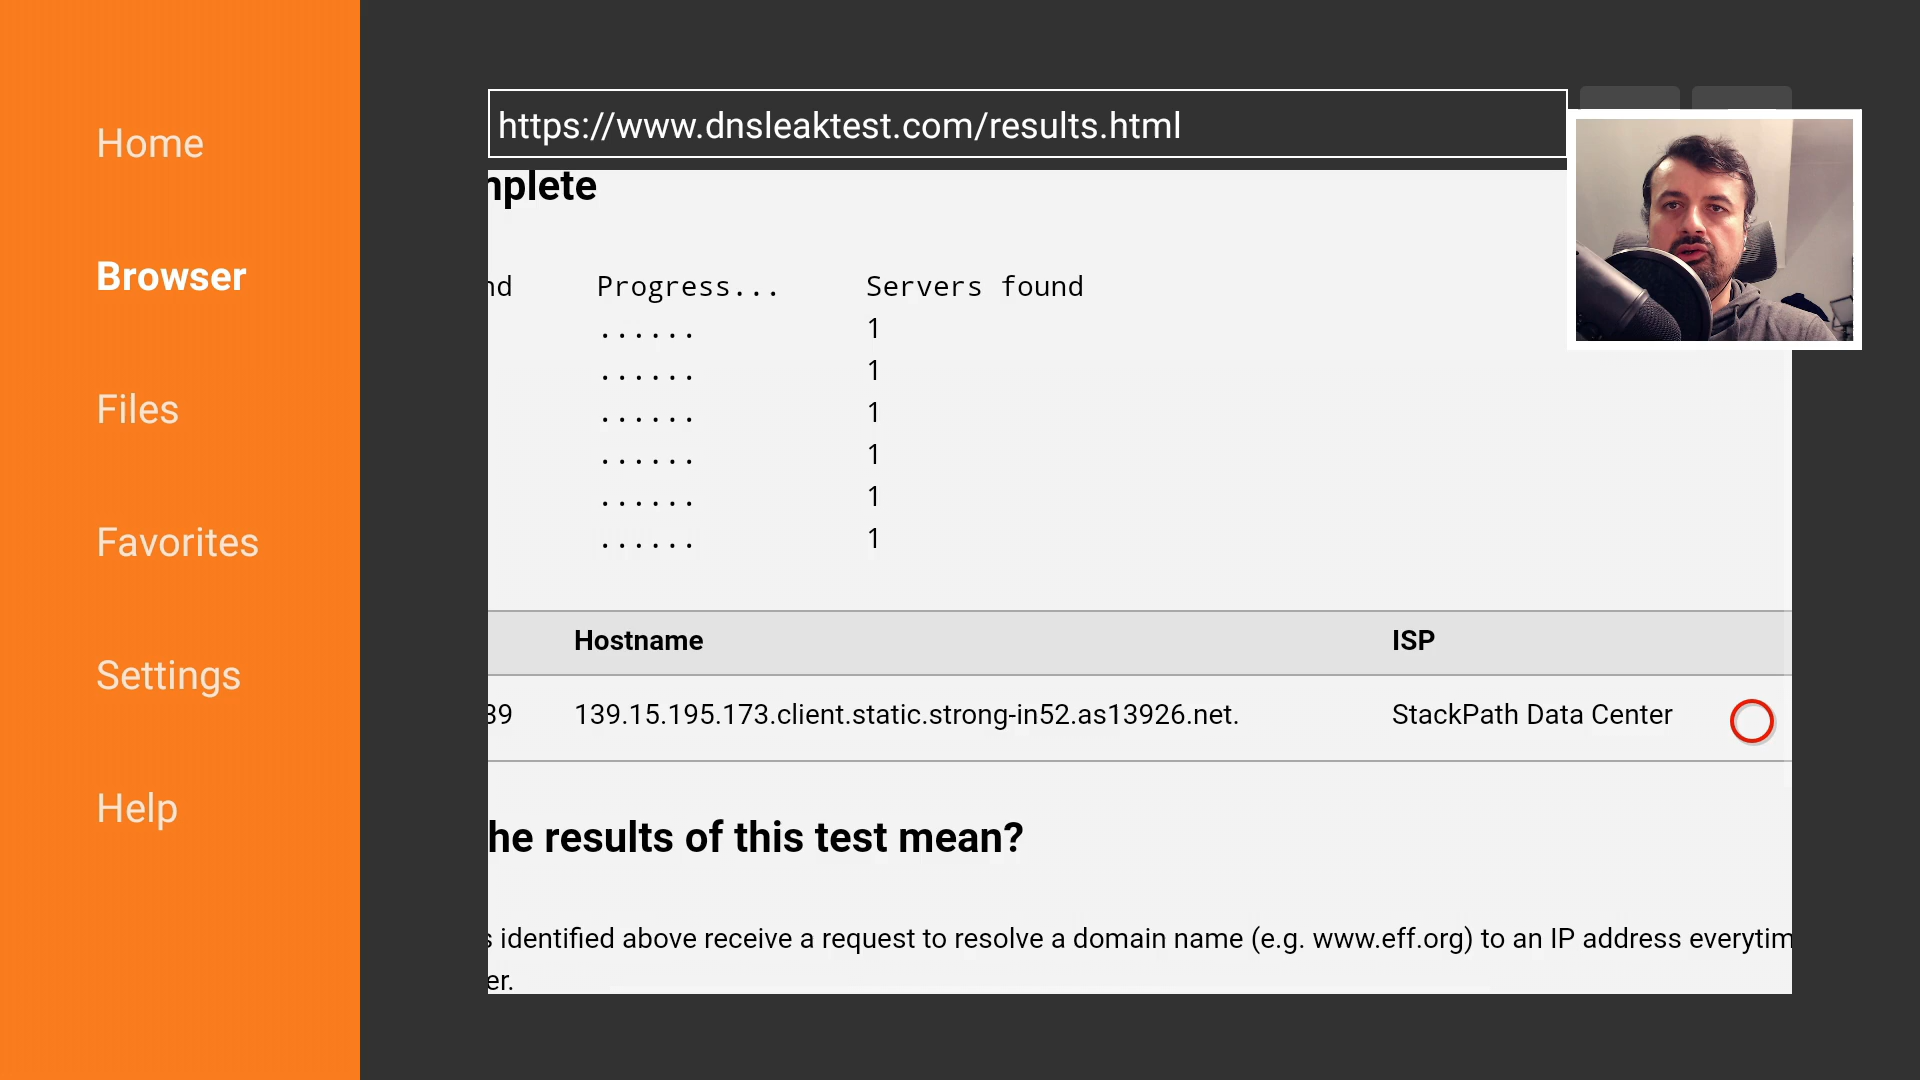 Home
Browser
Files
Favorites
Settings
Help
https://www.dnsleaktest.com/results.html
nplete
nd Progress... Servers found
...... 1
...... 1
...... 1
...... 1
...... 1
...... 1
Hostname ISP
39 139.15.195.173.client.static.strong-in52.as13926.net. StackPath Data Center
he results of this test mean?
s identified above receive a request to resolve a domain name (e.g. www.eff.org) to an IP address everytim
er.